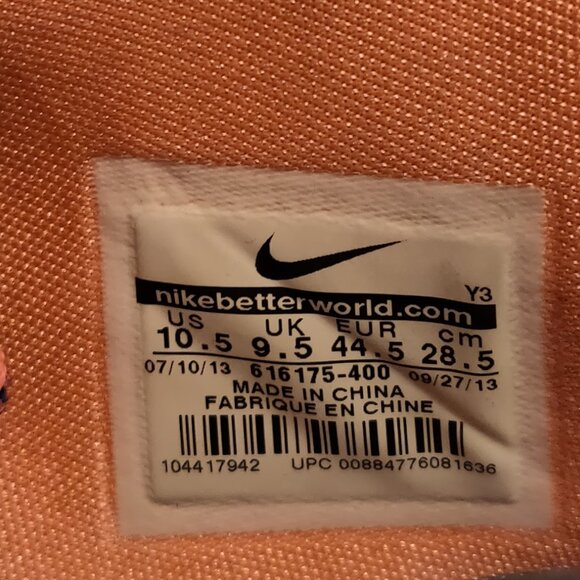 Y3
nikebetterworld.com
US UK EUR cm
10.5 9.5 44.5 28.5
07/10/13 616175-400 09/27/13
MADE IN CHINA
FABRIQUE EN CHINE
104417942 UPC 00884776081636